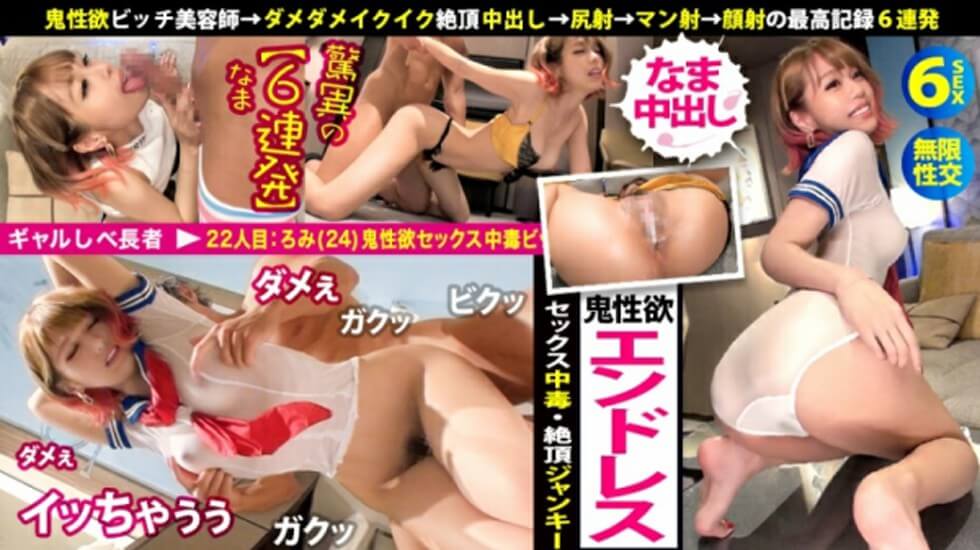 鬼性欲ビッチ美容師→ダメダメイクイク絶頂中出し→尻射→マン射→顔射の最高記録６連発
驚異の
【6連発】
なま
なま
中出し
6
SEX
無限
性交
ギャルしべ長者 ▶ 22人目：ろみ(24)鬼性欲セックス中毒ビ
ダメぇ
ガクッ
ビクッ
ダメぇ
イッちゃうぅ
ガクッ
鬼性欲
エンドレス
セックス中毒・絶頂ジャンキー